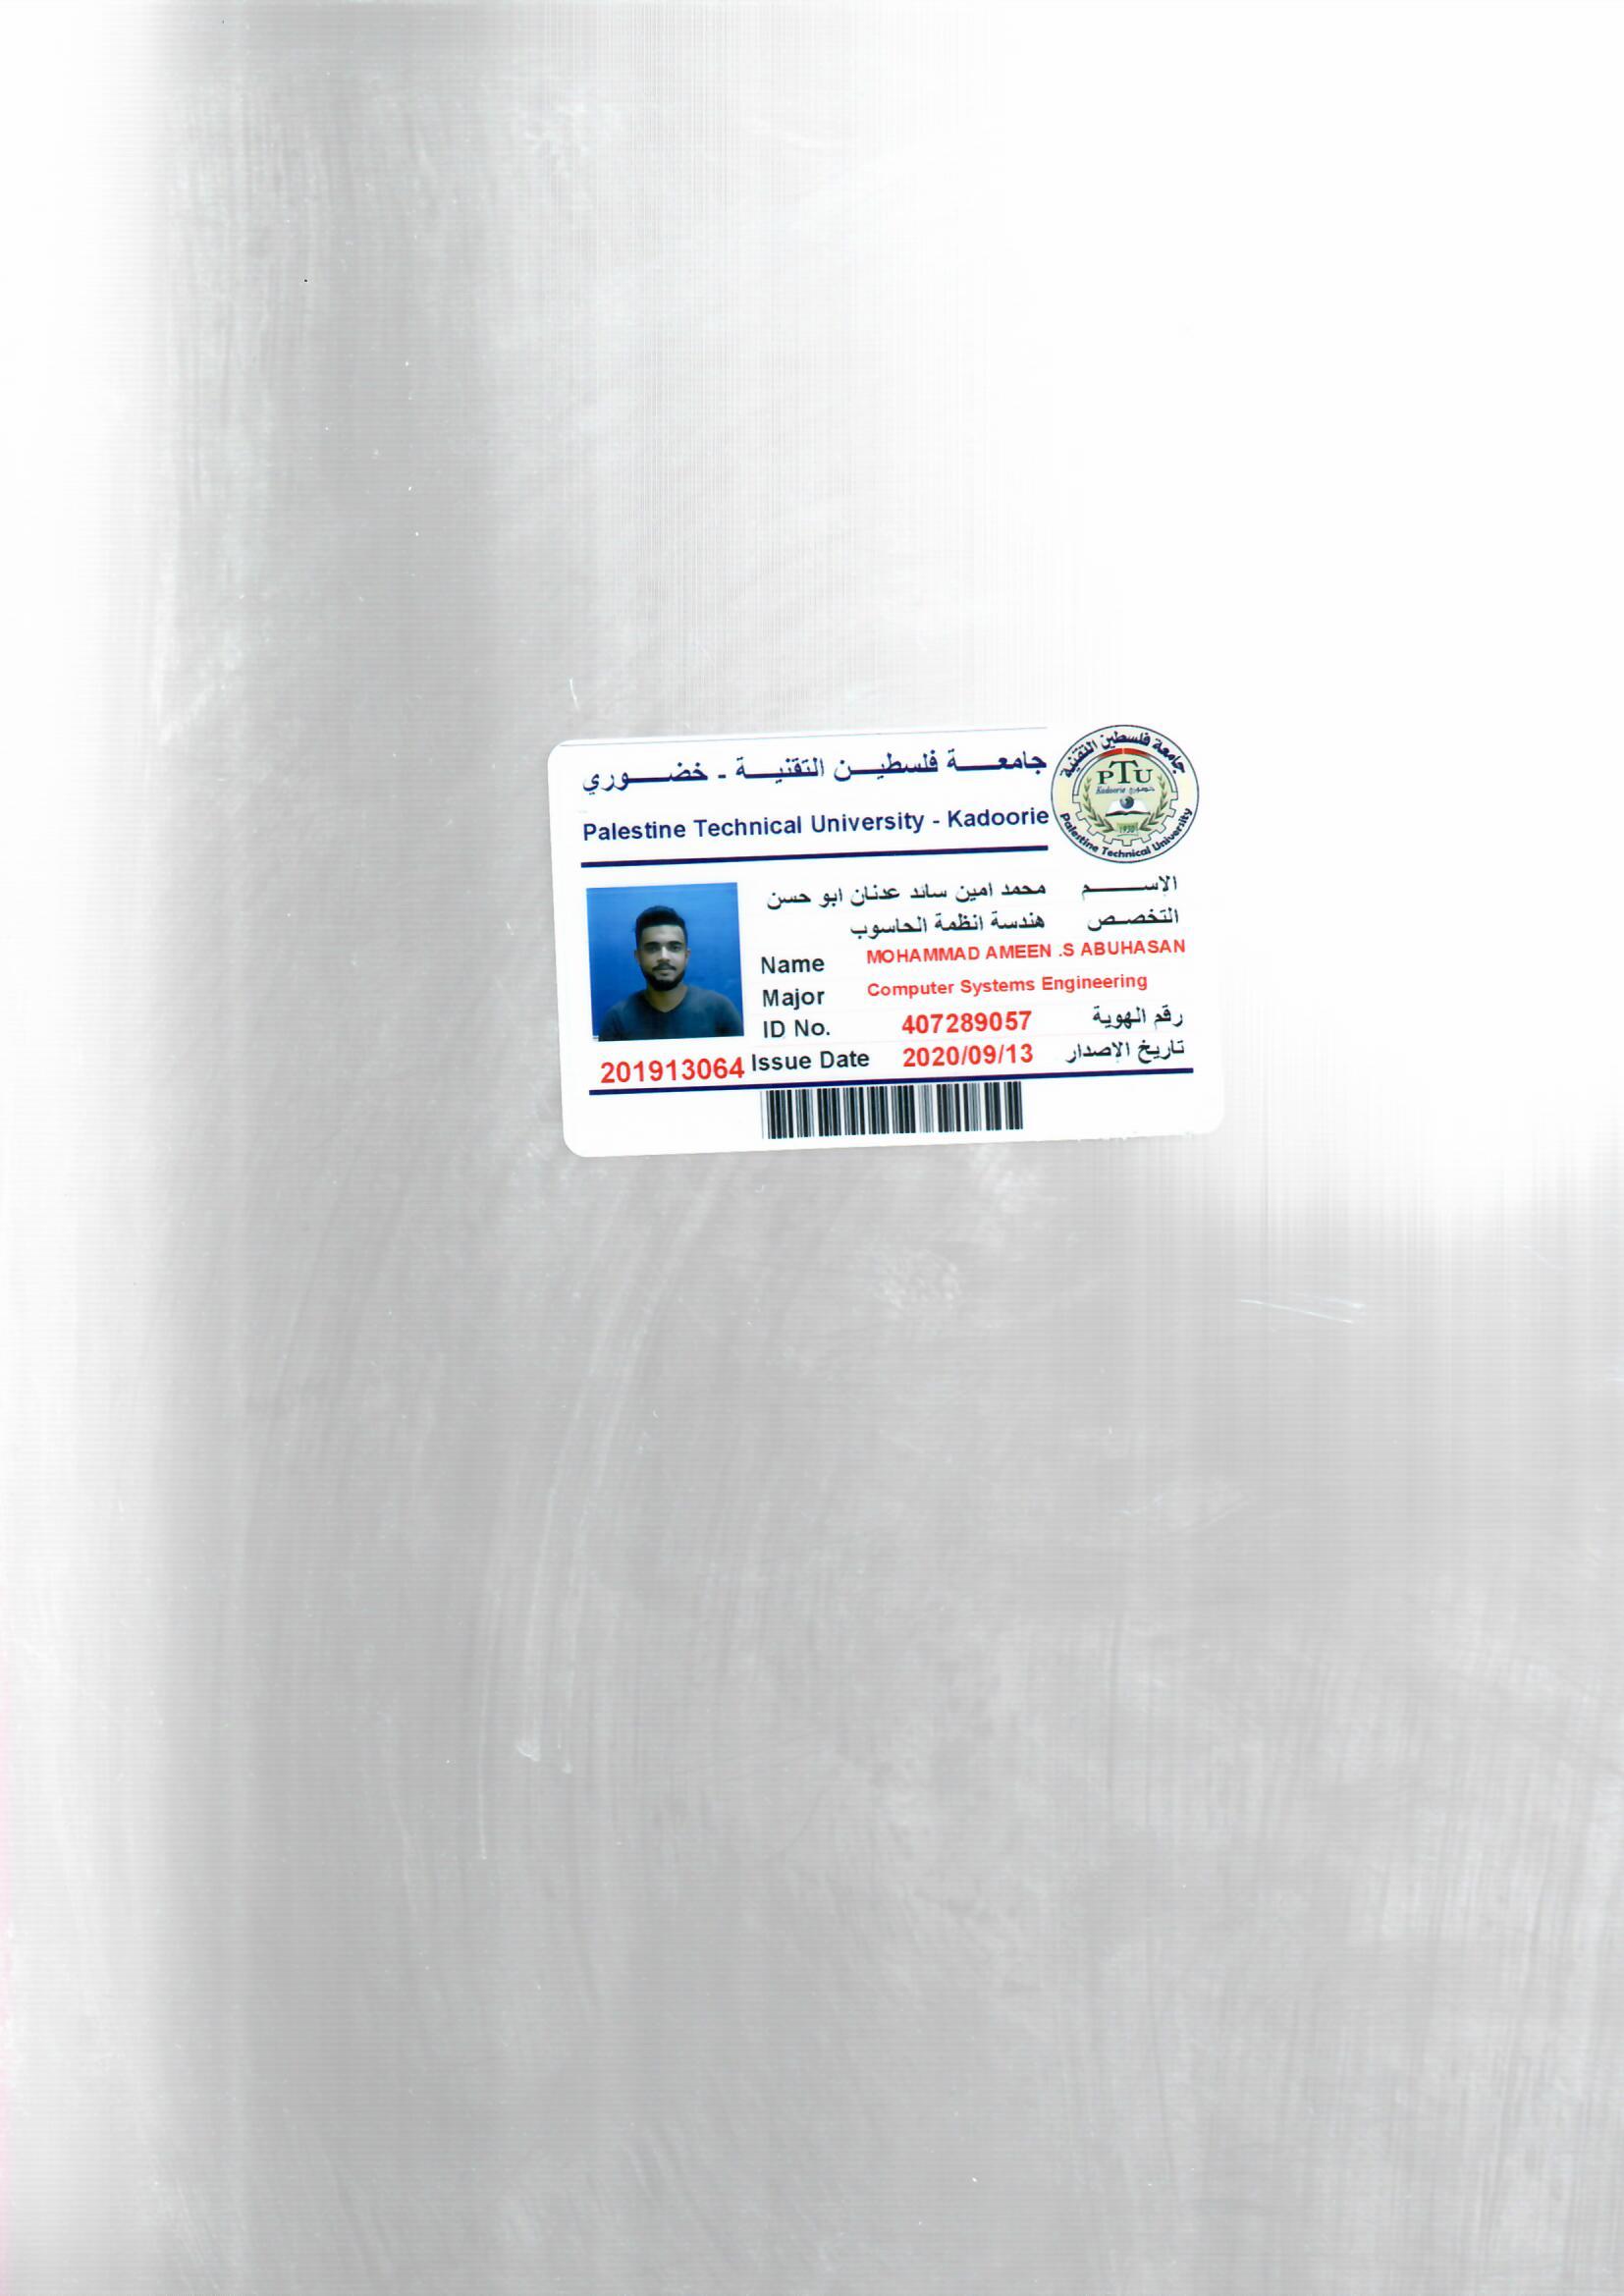 جامعة فلسطين التقنية - خضوري
Palestine Technical University - Kadoorie
جامعة فلسطين التقنية
PTU
Kadoorie خضوري
1930
Palestine Technical University
الإسم محمد امين سائد عدنان ابو حسن
التخصص هندسة انظمة الحاسوب
Name MOHAMMAD AMEEN .S ABUHASAN
Major Computer Systems Engineering
ID No. 407289057 رقم الهوية
201913064 Issue Date 2020/09/13 تاريخ الإصدار